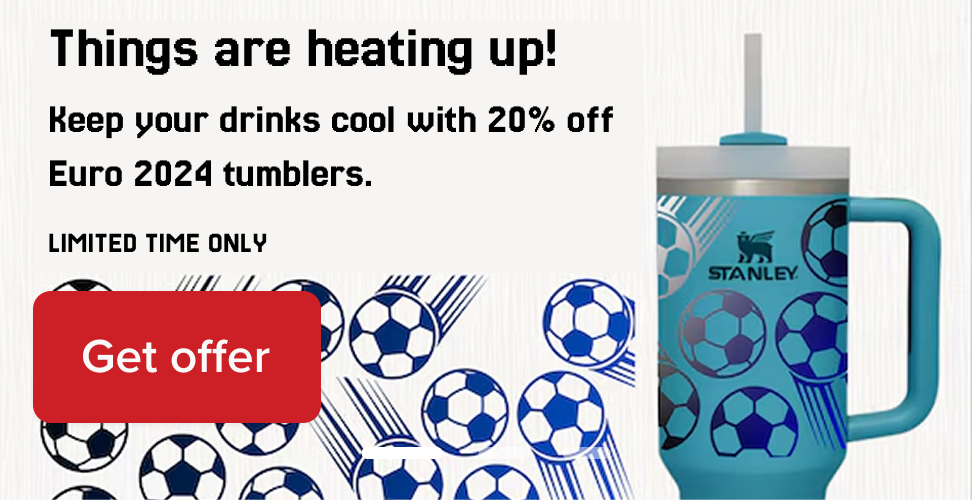 Things are heating up!
Keep your drinks cool with 20% off
Euro 2024 tumblers.
LIMITED TIME ONLY
Get offer
STANLEY